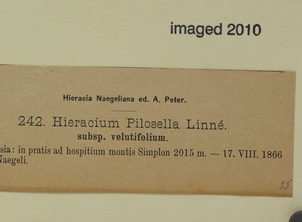 imaged 2010
Hieracia Naegeliana ed. A. Peter.
242. Hieracium Pilosella Linné.
subsp. velutifolium.
sia: in pratis ad hospitium montis Simplon 2015 m. — 17. VIII. 1866
Naegeli.
35